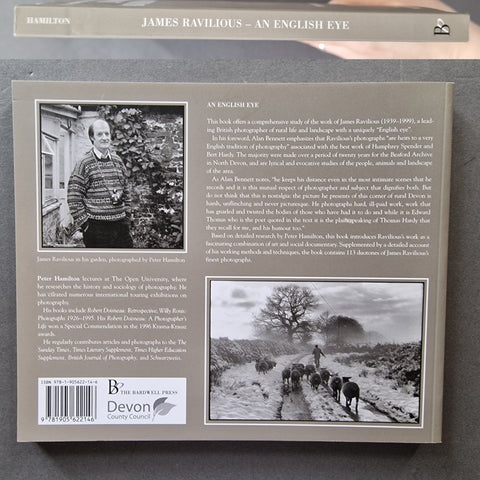 HAMILTON JAMES RAVILIOUS – AN ENGLISH EYE B
AN ENGLISH EYE
This book offers a comprehensive study of the work of James Ravilious (1939–1999), a lead-
ing British photographer of rural life and landscape with a uniquely "English eye".
In his foreword, Alan Bennett emphasizes that Ravilious's photographs "are heirs to a very
English tradition of photography" associated with the best work of Humphrey Spender and
Bert Hardy. The majority were made over a period of twenty years for the Beaford Archive
in North Devon, and are lyrical and evocative studies of the people, animals and landscape
of the area.
As Alan Bennett notes, "he keeps his distance even in the most intimate scenes that he
records and it is this mutual respect of photographer and subject that dignifies both. But
do not think that this is nostalgia: the picture he presents of this corner of rural Devon is
harsh, unflinching and never picturesque. He photographs hard, ill-paid work, work that
has gnarled and twisted the bodies of those who have had it to do and while it is Edward
Thomas who is the poet quoted in the text it is the photographs of Thomas Hardy that
they recall for me, and his humour too."
Based on detailed research by Peter Hamilton, this book introduces Ravilious's work as a
fascinating combination of art and social documentary. Supplemented by a detailed account
of his working methods and techniques, the book contains 113 duotones of James Ravilious's
finest photographs.
James Ravilious in his garden, photographed by Peter Hamilton
Peter Hamilton lectures at The Open University, where
he researches the history and sociology of photography. He
has curated numerous international touring exhibitions on
photography.
His books include Robert Doisneau: Retrospective, Willy Ronis:
Photographs 1926–1995. His Robert Doisneau: A Photographer's
Life won a Special Commendation in the 1996 Krasna-Krausz
awards.
He regularly contributes articles and photographs to the The
Sunday Times, Times Literary Supplement, Times Higher Education
Supplement, British Journal of Photography, and Schwarzweiss.
ISBN 978-1-905622-14-6
9 781905 622146
B
THE BARDWELL PRESS
Devon
County Council